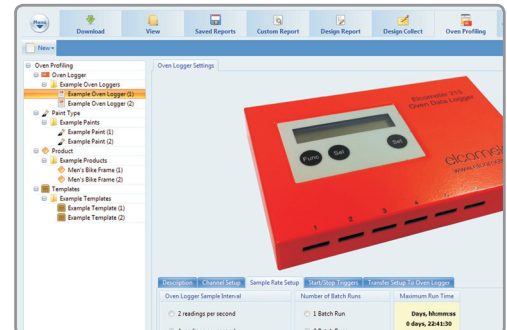 Menu
Download
View
Saved Reports
Custom Report
Design Report
Design Collect
Oven Profiling
New
Oven Profiling
Oven Logger
Example Oven Loggers
Example Oven Logger (1)
Example Oven Logger (2)
Paint Type
Example Paints
Example Paint (1)
Example Paint (2)
Product
Example Products
Men's Bike Frame (1)
Men's Bike Frame (2)
Templates
Example Templates
Example Template (1)
Example Template (2)
Oven Logger Settings
Elcometer 215
Oven Data Logger
Func
Sel
Set
elcome
1 2 3 4
Description
Channel Setup
Sample Rate Setup
Start/Stop Triggers
Transfer Setup To Oven Logger
Oven Logger Sample Interval
Number of Batch Runs
Maximum Run Time
2 readings per second
1 Batch Run
Days, hh:mm:ss
0 days, 22:41:30